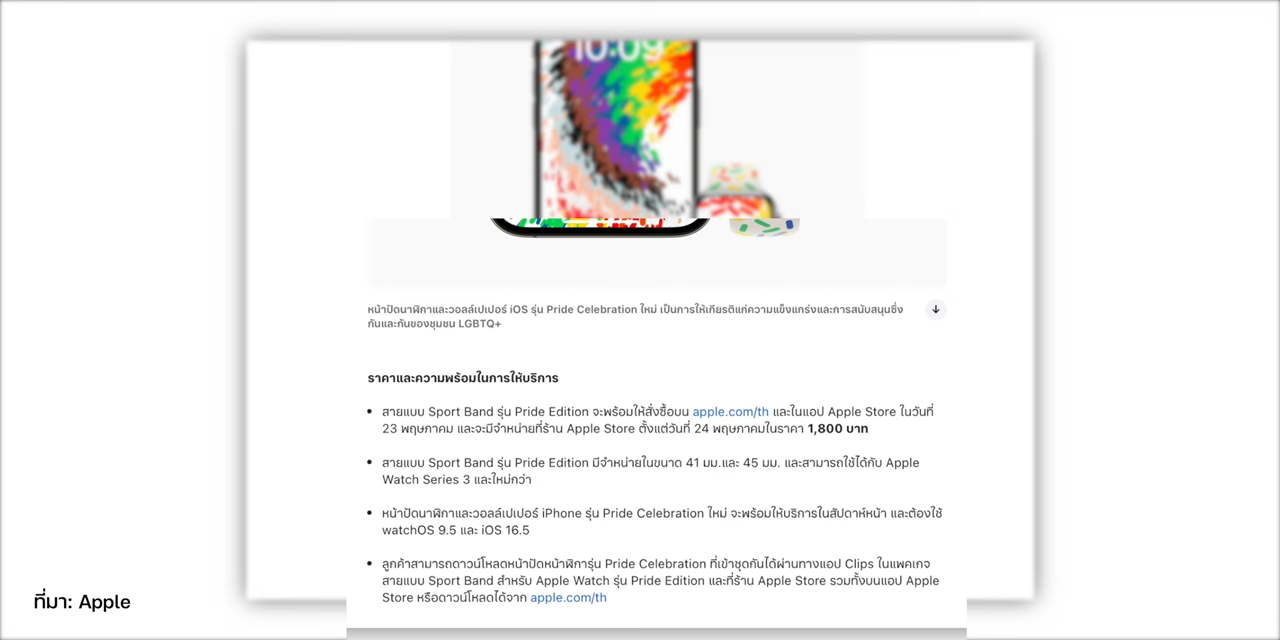 10:09
หน้าปัดนาฬิกาและวอลล์เปเปอร์ iOS รุ่น Pride Celebration ใหม่ เป็นการให้เกียรติแก่ความแข็งแกร่งและการสนับสนุนซึ่ง
กันและกันของชุมชน LGBTQ+
ราคาและความพร้อมในการให้บริการ
• สายแบบ Sport Band รุ่น Pride Edition จะพร้อมให้สั่งซื้อบน apple.com/th และในแอป Apple Store ในวันที่
23 พฤษภาคม และจะมีจำหน่ายที่ร้าน Apple Store ตั้งแต่วันที่ 24 พฤษภาคมในราคา 1,800 บาท
• สายแบบ Sport Band รุ่น Pride Edition มีจำหน่ายในขนาด 41 มม.และ 45 มม. และสามารถใช้ได้กับ Apple
Watch Series 3 และใหม่กว่า
• หน้าปัดนาฬิกาและวอลล์เปเปอร์ iPhone รุ่น Pride Celebration ใหม่ จะพร้อมให้บริการในสัปดาห์หน้า และต้องใช้
watchOS 9.5 และ iOS 16.5
• ลูกค้าสามารถดาวน์โหลดหน้าปัดหน้าฬิการุ่น Pride Celebration ที่เข้าชุดกันได้ผ่านทางแอป Clips ในแพคเกจ
สายแบบ Sport Band สำหรับ Apple Watch รุ่น Pride Edition และที่ร้าน Apple Store รวมทั้งบนแอป Apple
Store หรือดาวน์โหลดได้จาก apple.com/th
ที่มา: Apple